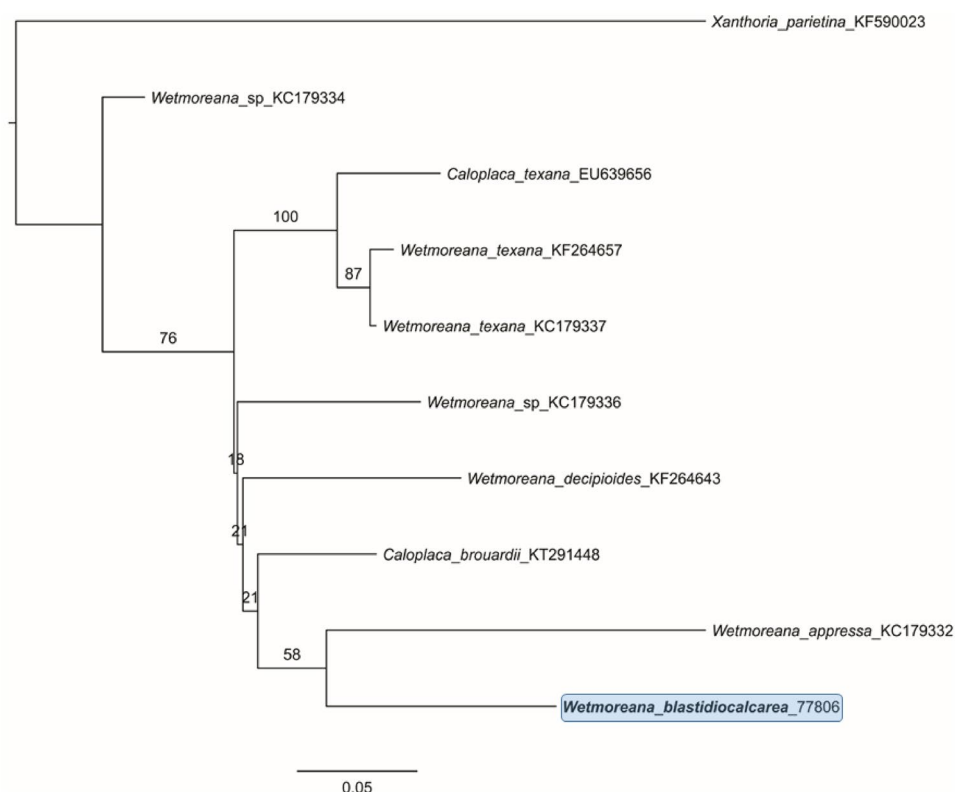 Xanthoria_parietina_KF590023
Wetmoreana_sp_KC179334
Caloplaca_texana_EU639656
100
Wetmoreana_texana_KF264657
87
Wetmoreana_texana_KC179337
76
Wetmoreana_sp_KC179336
18
Wetmoreana_decipioides_KF264643
21
Caloplaca_brouardii_KT291448
21
Wetmoreana_appressa_KC179332
58
Wetmoreana_blastidiocalcarea_77806
0.05